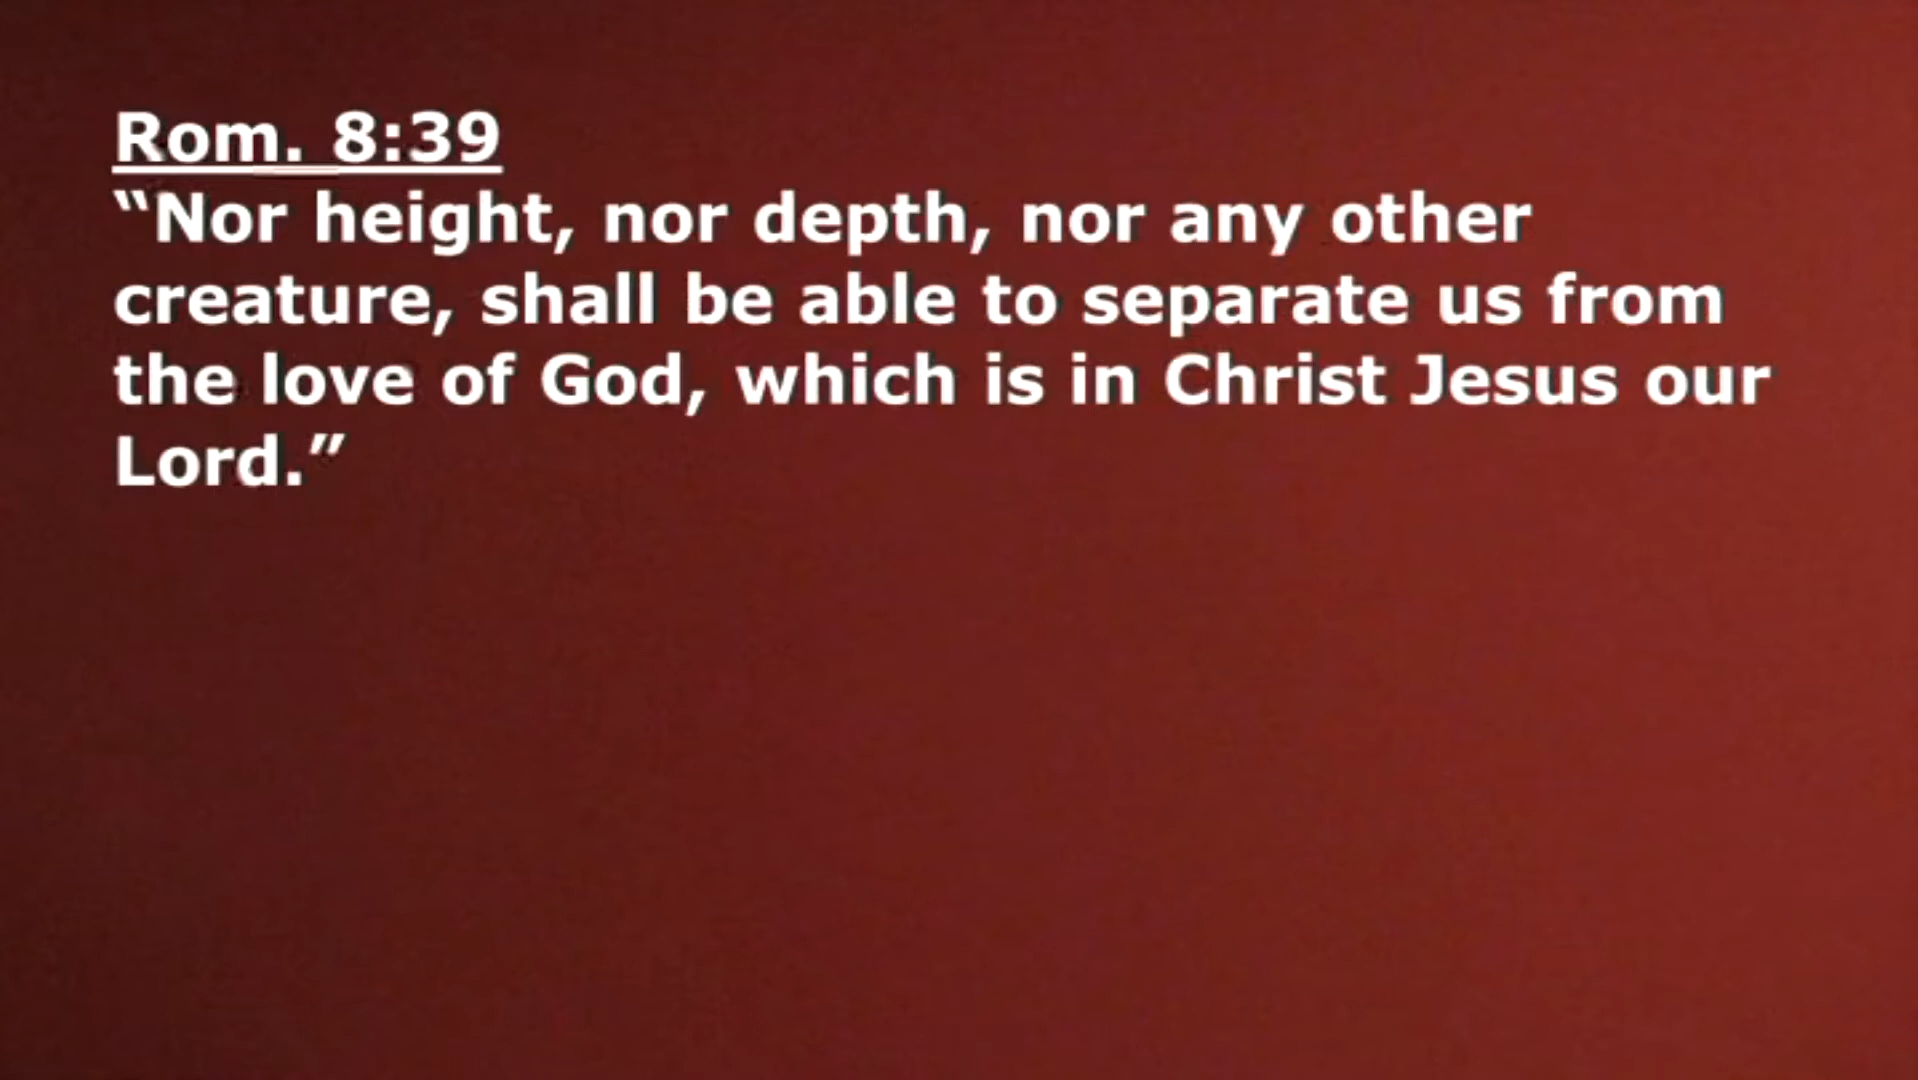 Rom. 8:39
“Nor height, nor depth, nor any other
creature, shall be able to separate us from
the love of God, which is in Christ Jesus our
Lord.”